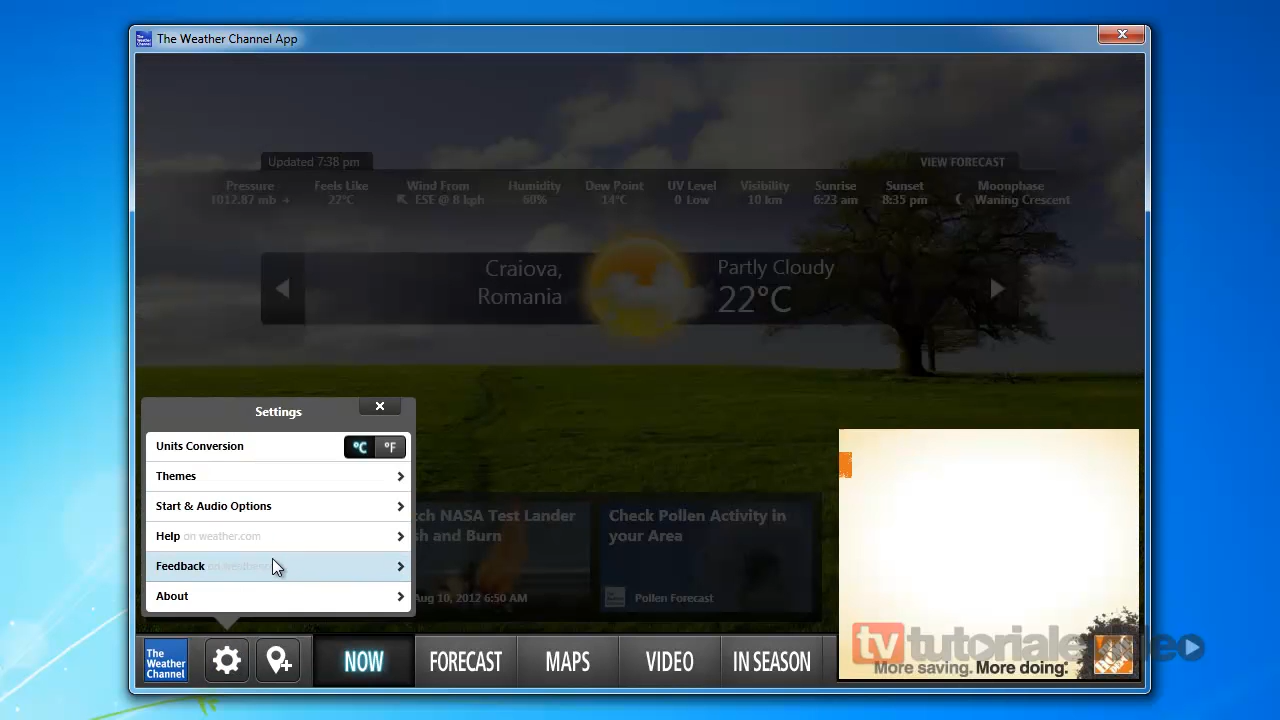 The Weather Channel App
Updated 7:38 pm
VIEW FORECAST
Pressure Feels Like Wind From Humidity Dew Point UV Level Visibility Sunrise Sunset Moonphase
1012.87 mb + 22°C ESE @ 8 kph 60% 14°C 0 Low 10 km 6:23 am 8:35 pm Waning Crescent
Craiova,
Romania
Partly Cloudy
22°C
Settings
Units Conversion °C °F
Themes
Start & Audio Options
Help on weather.com
Feedback
About
tch NASA Test Lander
sh and Burn
Aug 10, 2012 6:50 AM
Check Pollen Activity in
your Area
Pollen Forecast
The
Weather
Channel
NOW FORECAST MAPS VIDEO IN SEASON
tv tutoriale
More saving. More doing.